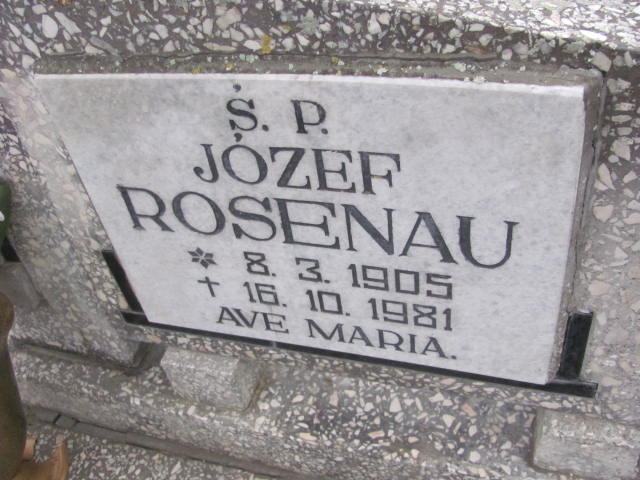 Ś. P.
JÓZEF
ROSENAU
* 8. 3. 1905
† 16. 10. 1981
AVE MARIA.